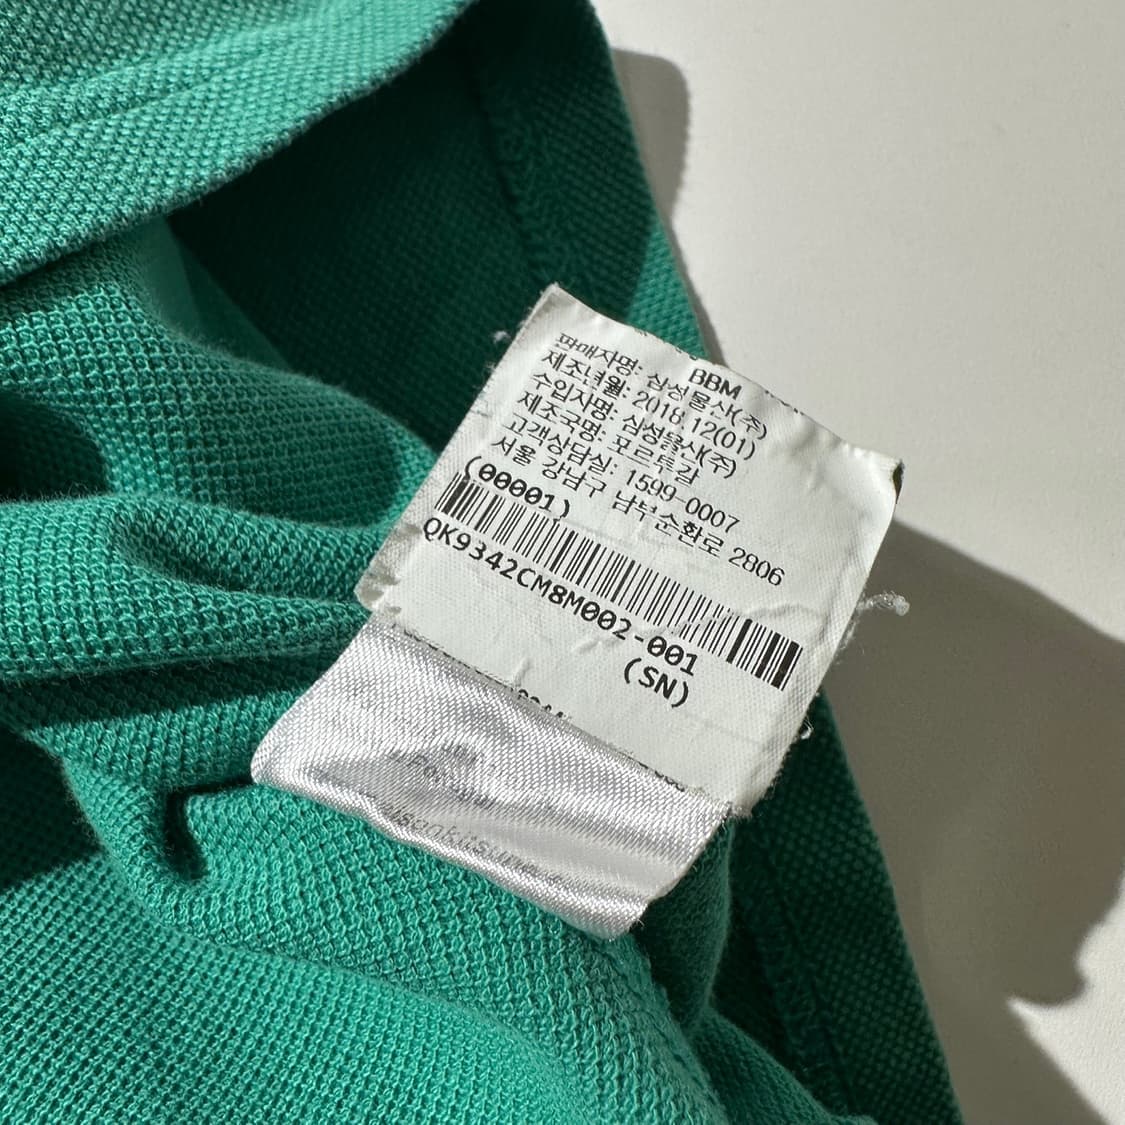 BBM
판매자명: 삼성물산(주)
제조년월: 2018.12(01)
수입자명: 삼성물산(주)
제조국명: 포르투갈
고객상담실: 1599-0007
서울 강남구 남부순환로 2806
(00001)
QK9342CM8M002-001
(SN)